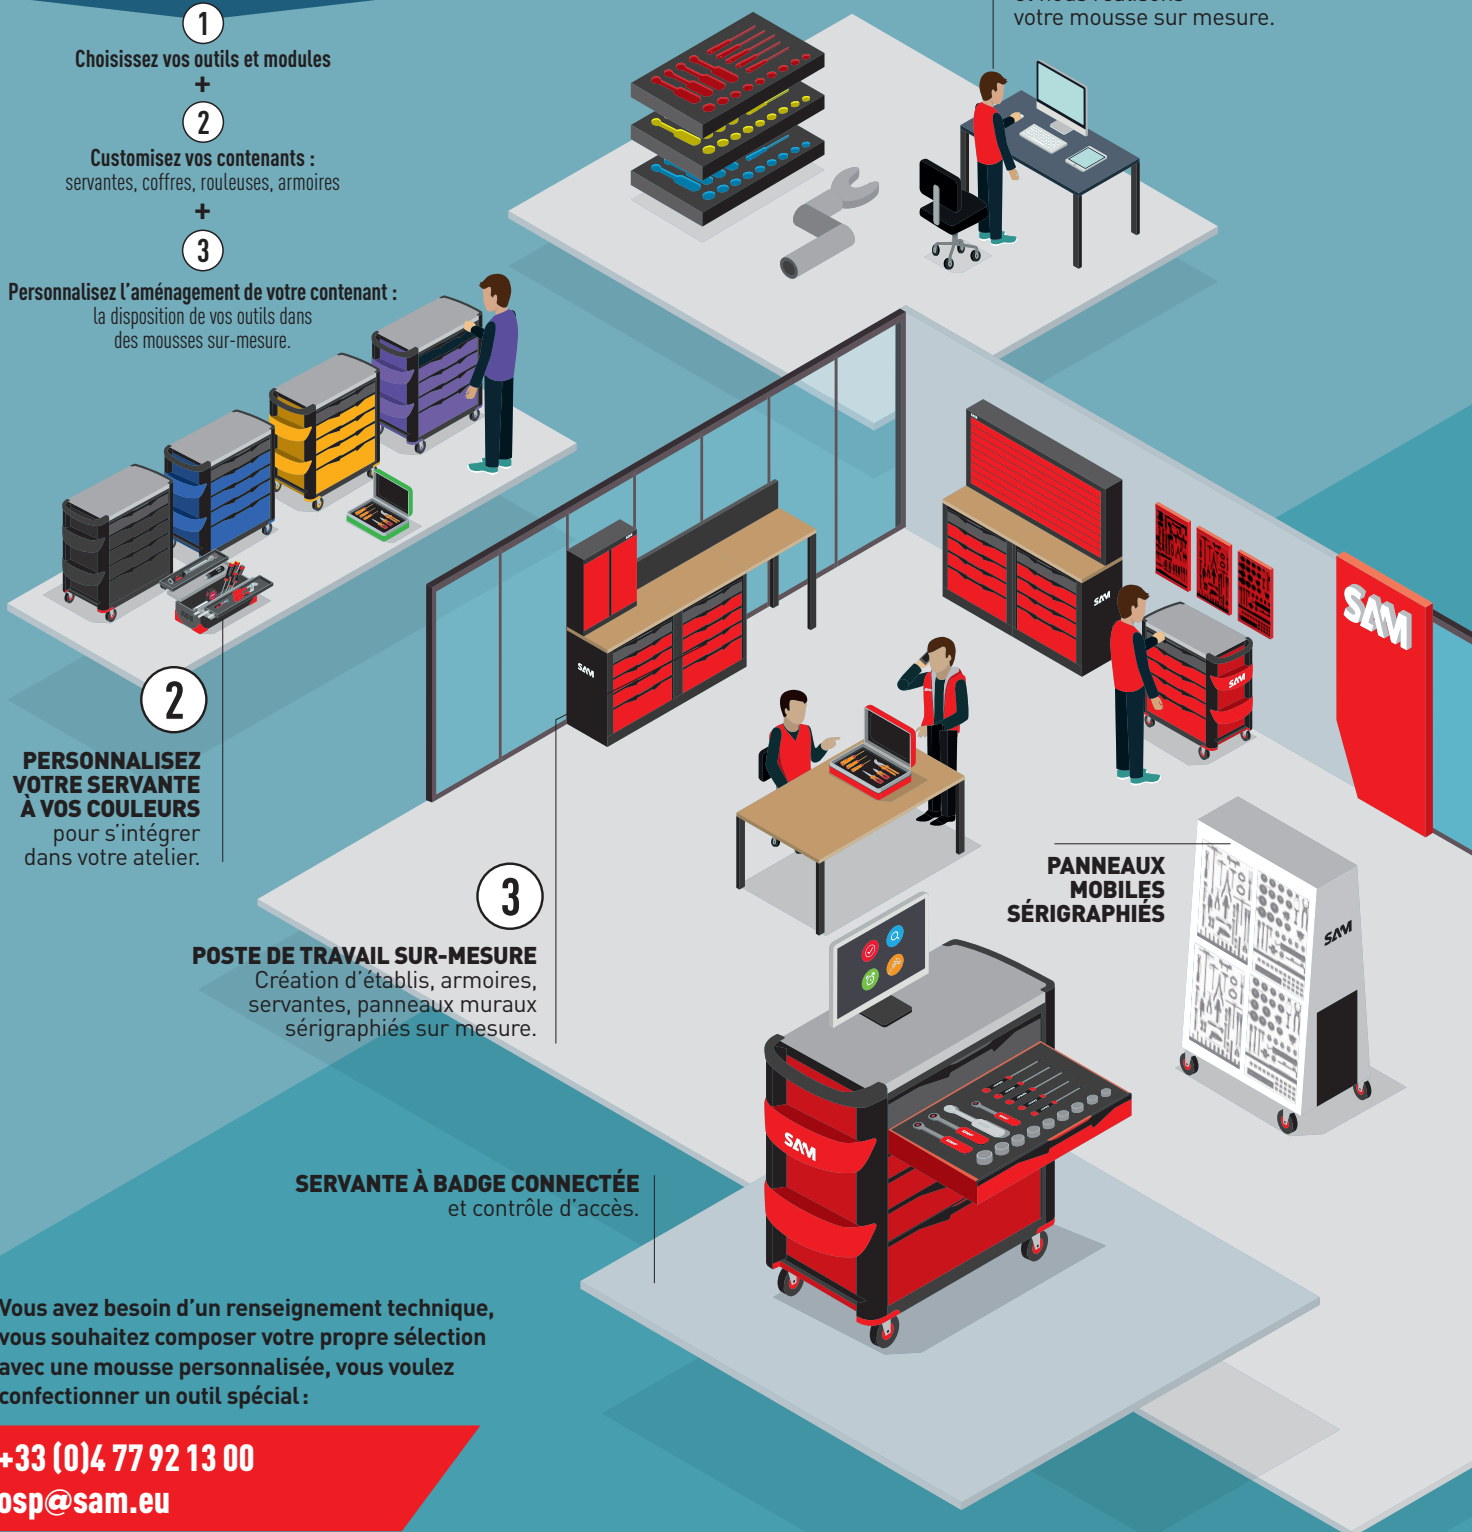 1
Choisissez vos outils et modules
+
2
Customisez vos contenants :
servantes, coffres, rouleuses, armoires
+
3
Personnalisez l'aménagement de votre contenant :
la disposition de vos outils dans
des mousses sur-mesure.
votre mousse sur mesure.
2
PERSONNALISEZ
VOTRE SERVANTE
À VOS COULEURS
pour s'intégrer
dans votre atelier.
3
POSTE DE TRAVAIL SUR-MESURE
Création d'établis, armoires,
servantes, panneaux muraux
sérigraphiés sur mesure.
SAM
SAM
SAM
SAM
PANNEAUX
MOBILES
SÉRIGRAPHIÉS
SAM
SAM
SERVANTE À BADGE CONNECTÉE
et contrôle d'accès.
Vous avez besoin d'un renseignement technique,
vous souhaitez composer votre propre sélection
avec une mousse personnalisée, vous voulez
confectionner un outil spécial :
+33 (0)4 77 92 13 00
osp@sam.eu